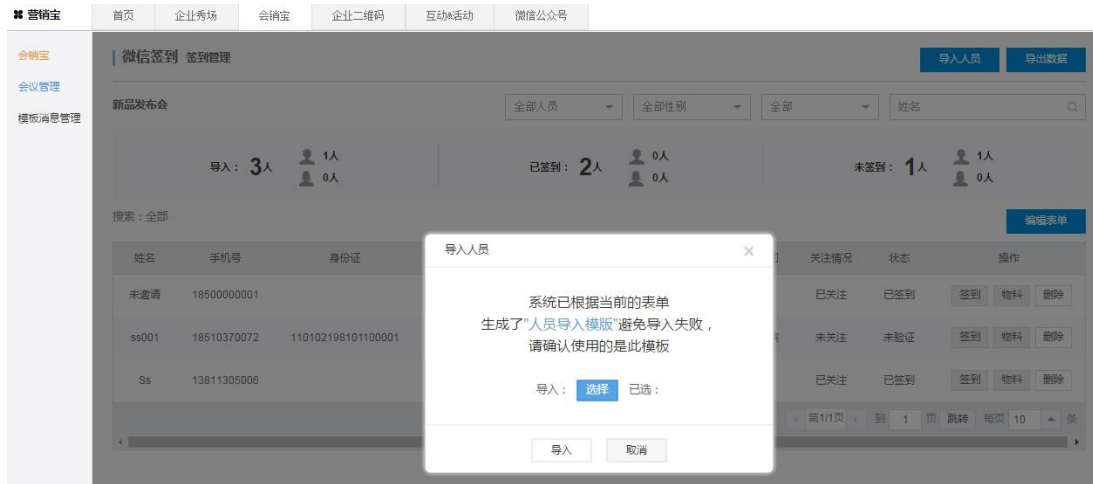 营销宝 首页 企业秀场 会销宝 企业二维码 互动&活动 微信公众号
会销宝
会议管理
模板消息管理
微信签到 签到管理 导入人员 导出数据
新品发布会 全部人员 全部性别 全部 姓名
导入： 3人 1人 0人 已签到： 2人 0人 0人 未签到： 1人 1人 0人
搜索：全部 编辑表单
姓名 手机号 身份证 关注情况 状态 操作
未邀请 18500000001 已关注 已签到 签到 物料 删除
ss001 18510370072 110102198101100001 未关注 未验证 签到 物料 删除
Ss 13811305006 已关注 已签到 签到 物料 删除
第1/1页 到 1 页 跳转 每页 10 条
导入人员 ×
系统已根据当前的表单
生成了"人员导入模版"避免导入失败，
请确认使用的是此模板
导入： 选择 已选：
导入 取消